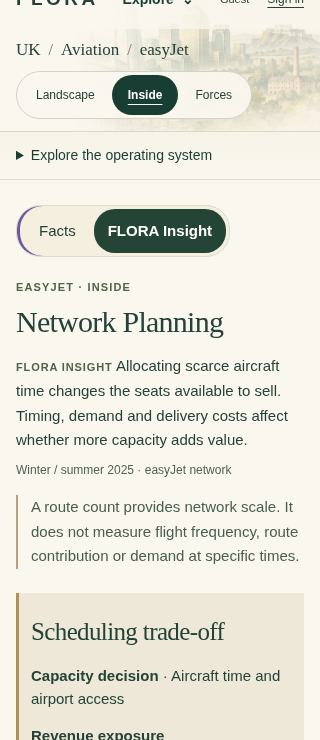 FLORA Explore Guest Sign in
UK / Aviation / easyJet
Landscape Inside Forces
Explore the operating system
Facts FLORA Insight
EASYJET · INSIDE
Network Planning
FLORA INSIGHT Allocating scarce aircraft
time changes the seats available to sell.
Timing, demand and delivery costs affect
whether more capacity adds value.
Winter / summer 2025 · easyJet network
A route count provides network scale. It
does not measure flight frequency, route
contribution or demand at specific times.
Scheduling trade-off
Capacity decision · Aircraft time and
airport access
Revenue exposure